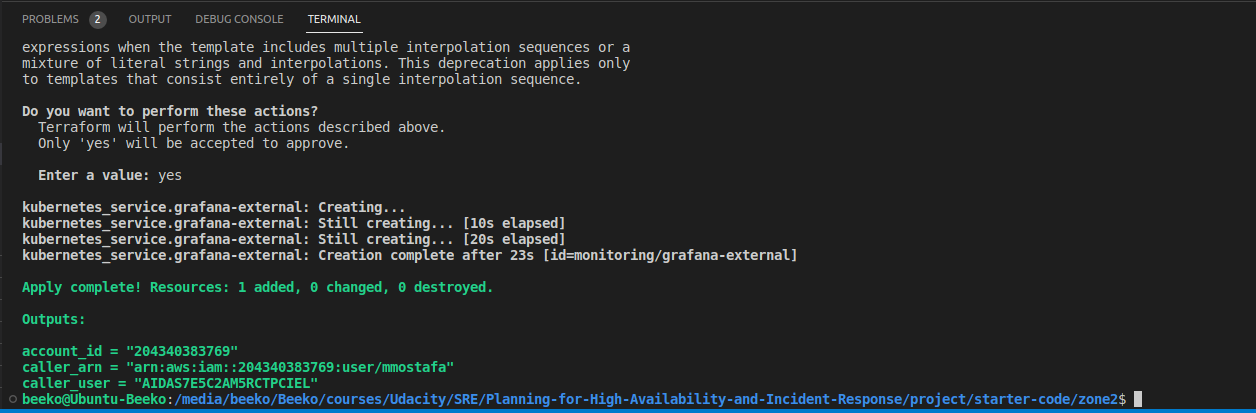 PROBLEMS 2 OUTPUT DEBUG CONSOLE TERMINAL
expressions when the template includes multiple interpolation sequences or a
mixture of literal strings and interpolations. This deprecation applies only
to templates that consist entirely of a single interpolation sequence.
Do you want to perform these actions?
Terraform will perform the actions described above.
Only 'yes' will be accepted to approve.
Enter a value: yes
kubernetes_service.grafana-external: Creating...
kubernetes_service.grafana-external: Still creating... [10s elapsed]
kubernetes_service.grafana-external: Still creating... [20s elapsed]
kubernetes_service.grafana-external: Creation complete after 23s [id=monitoring/grafana-external]
Apply complete! Resources: 1 added, 0 changed, 0 destroyed.
Outputs:
account_id = "204340383769"
caller_arn = "arn:aws:iam::204340383769:user/mmostafa"
caller_user = "AIDAS7E5C2AM5RCTPCIEL"
beeko@Ubuntu-Beeko:/media/beeko/Beeko/courses/Udacity/SRE/Planning-for-High-Availability-and-Incident-Response/project/starter-code/zone2$